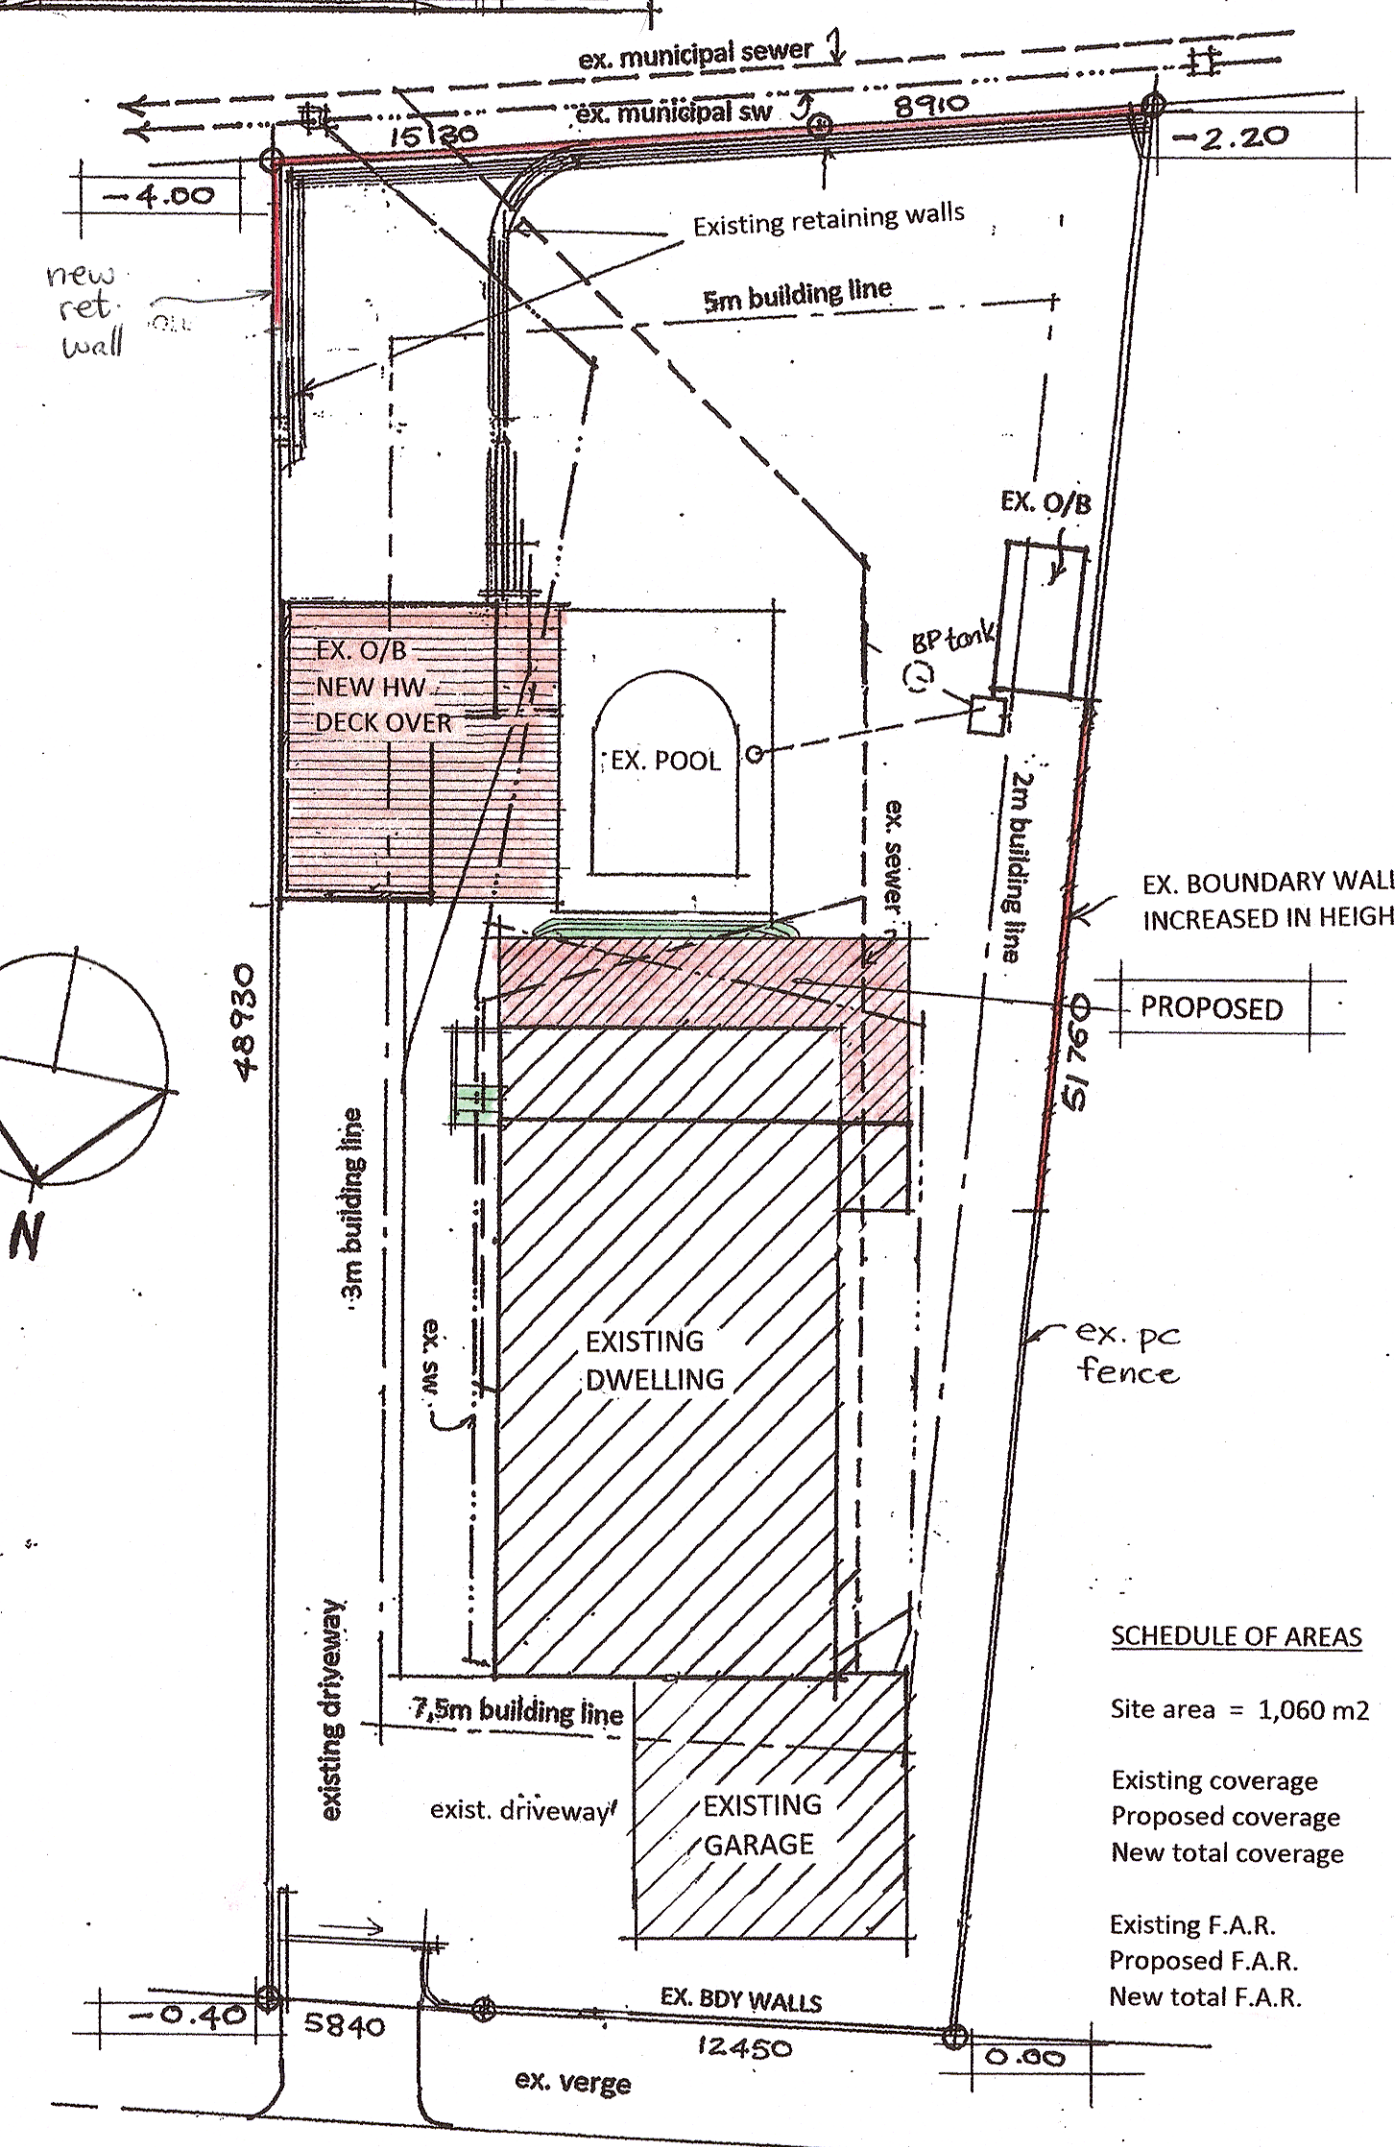 ex. municipal sewer
ex. municipal sw
15130
8910
-2.20
-4.00
Existing retaining walls
new
ret.
wall
5m building line
EX. O/B
BP tank
EX. O/B
NEW HW
DECK OVER
EX. POOL
ex. sewer
2m building line
EX. BOUNDARY WALL
INCREASED IN HEIGH
PROPOSED
48930
51760
N
3m building line
ex. sw
EXISTING
DWELLING
ex. pc
fence
existing driveway
7,5m building line
exist. driveway
EXISTING
GARAGE
SCHEDULE OF AREAS
Site area = 1,060 m2
Existing coverage
Proposed coverage
New total coverage
Existing F.A.R.
Proposed F.A.R.
New total F.A.R.
-0.40
5840
EX. BDY WALLS
12450
0.00
ex. verge